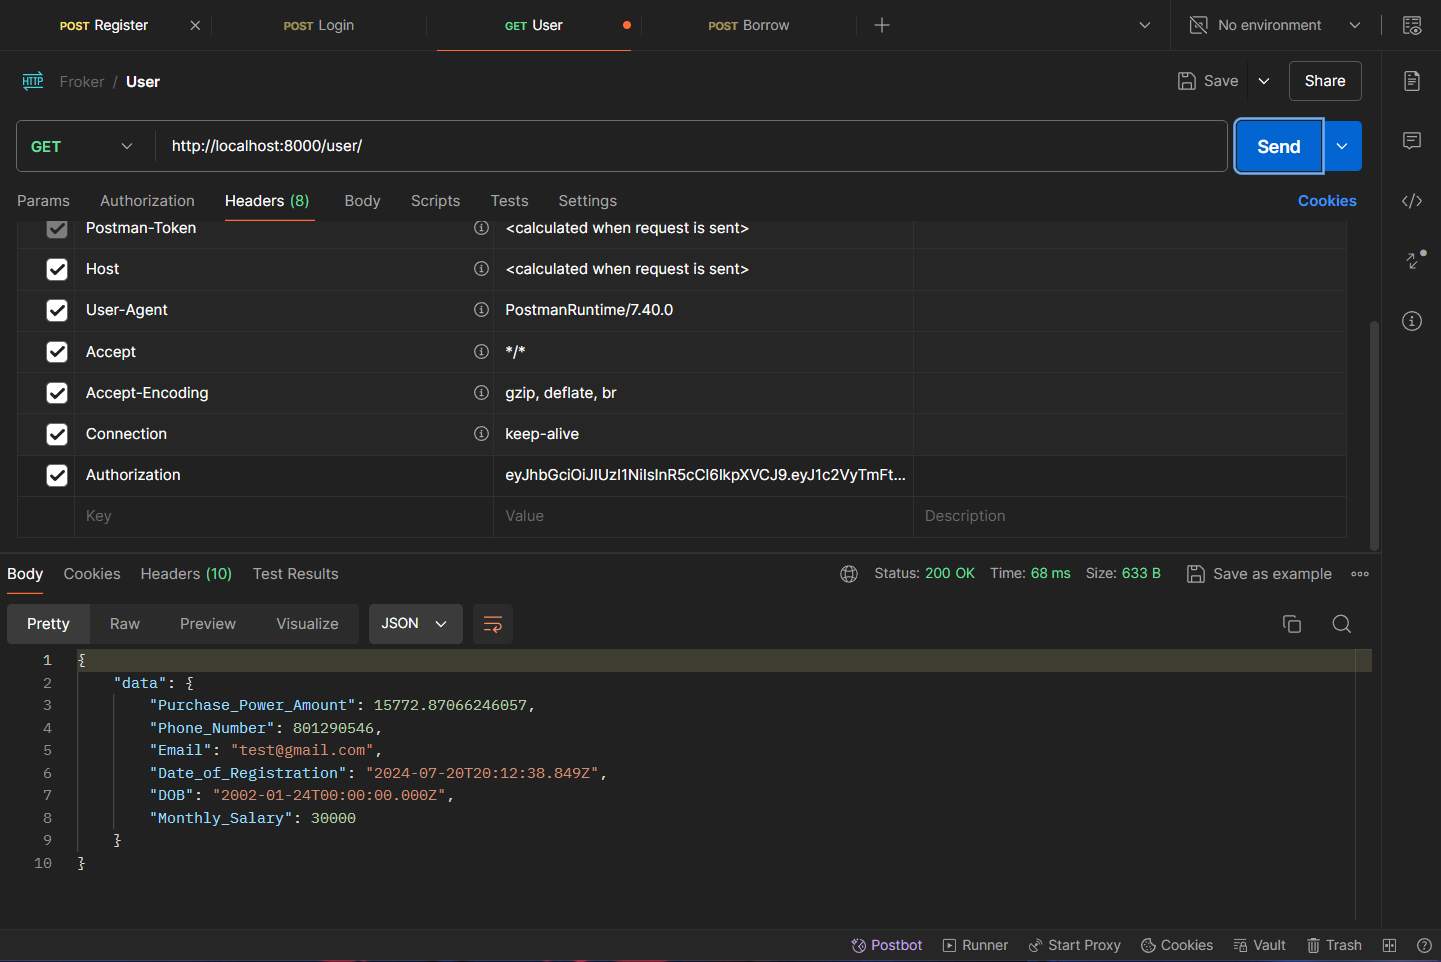 POST Register
POST Login
GET User
POST Borrow
No environment
HTTP Froker / User
Save
Share
GET http://localhost:8000/user/
Send
Params Authorization Headers (8) Body Scripts Tests Settings Cookies
Postman-Token <calculated when request is sent>
Host <calculated when request is sent>
User-Agent PostmanRuntime/7.40.0
Accept */*
Accept-Encoding gzip, deflate, br
Connection keep-alive
Authorization eyJhbGciOiJIUzI1NiIsInR5cCI6IkpXVCJ9.eyJ1c2VyTmFt...
Key Value Description
Body Cookies Headers (10) Test Results Status: 200 OK Time: 68 ms Size: 633 B Save as example
Pretty Raw Preview Visualize JSON
1 {
2 "data": {
3 "Purchase_Power_Amount": 15772.87066246057,
4 "Phone_Number": 801290546,
5 "Email": "test@gmail.com",
6 "Date_of_Registration": "2024-07-20T20:12:38.849Z",
7 "DOB": "2002-01-24T00:00:00.000Z",
8 "Monthly_Salary": 30000
9 }
10 }
Postbot Runner Start Proxy Cookies Vault Trash